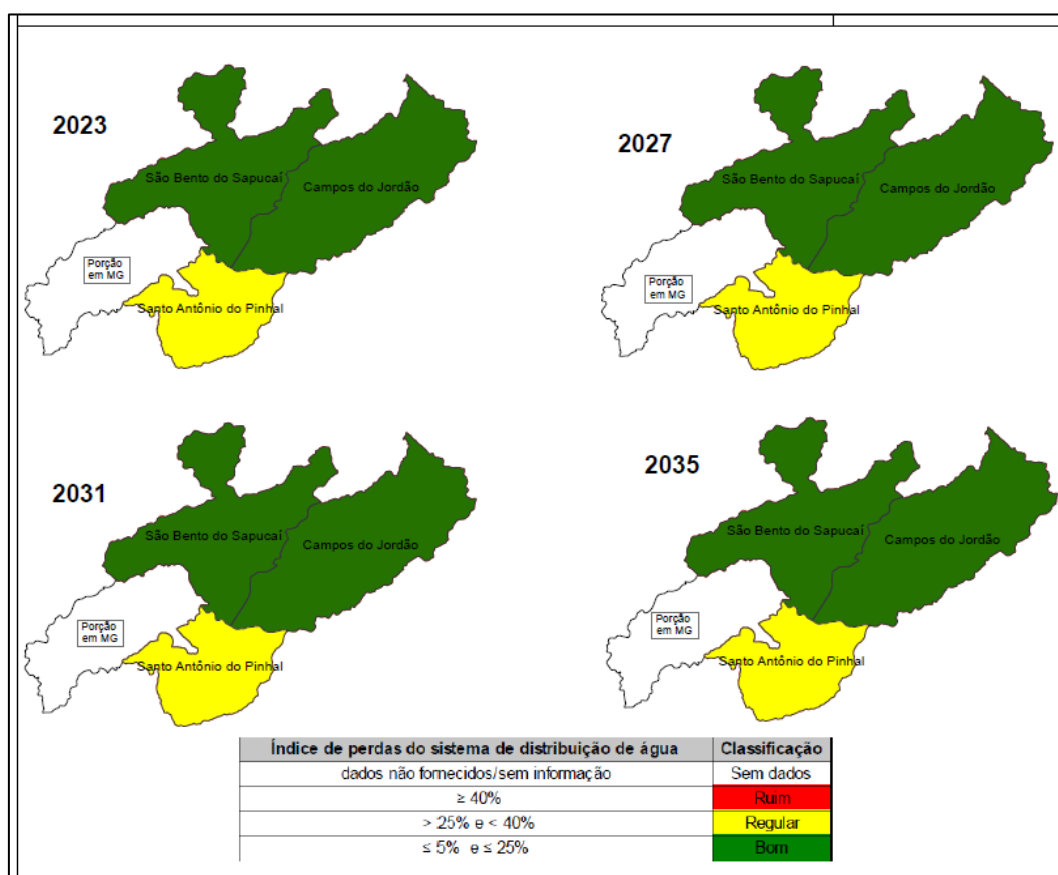 2023
São Bento do Sapucaí
Campos do Jordão
Porção
em MG
Santo Antônio do Pinhal
2027
São Bento do Sapucaí
Campos do Jordão
Porção
em MG
Santo Antônio do Pinhal
2031
São Bento do Sapucaí
Campos do Jordão
Porção
em MG
Santo Antônio do Pinhal
2035
São Bento do Sapucaí
Campos do Jordão
Porção
em MG
Santo Antônio do Pinhal
Índice de perdas do sistema de distribuição de água Classificação
dados não fornecidos/sem informação Sem dados
≥ 40% Ruim
> 25% e < 40% Regular
≤ 5% e ≤ 25% Bom